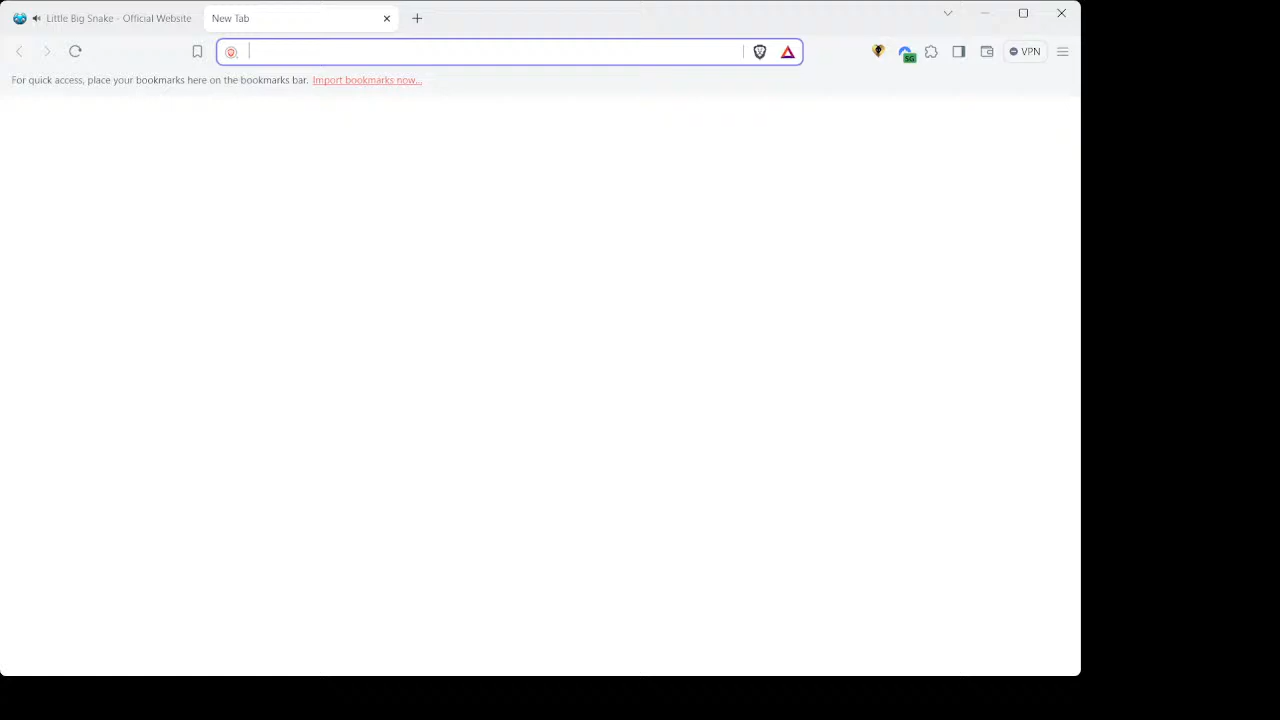 Little Big Snake - Official Website
New Tab
VPN
SG
For quick access, place your bookmarks here on the bookmarks bar. Import bookmarks now...